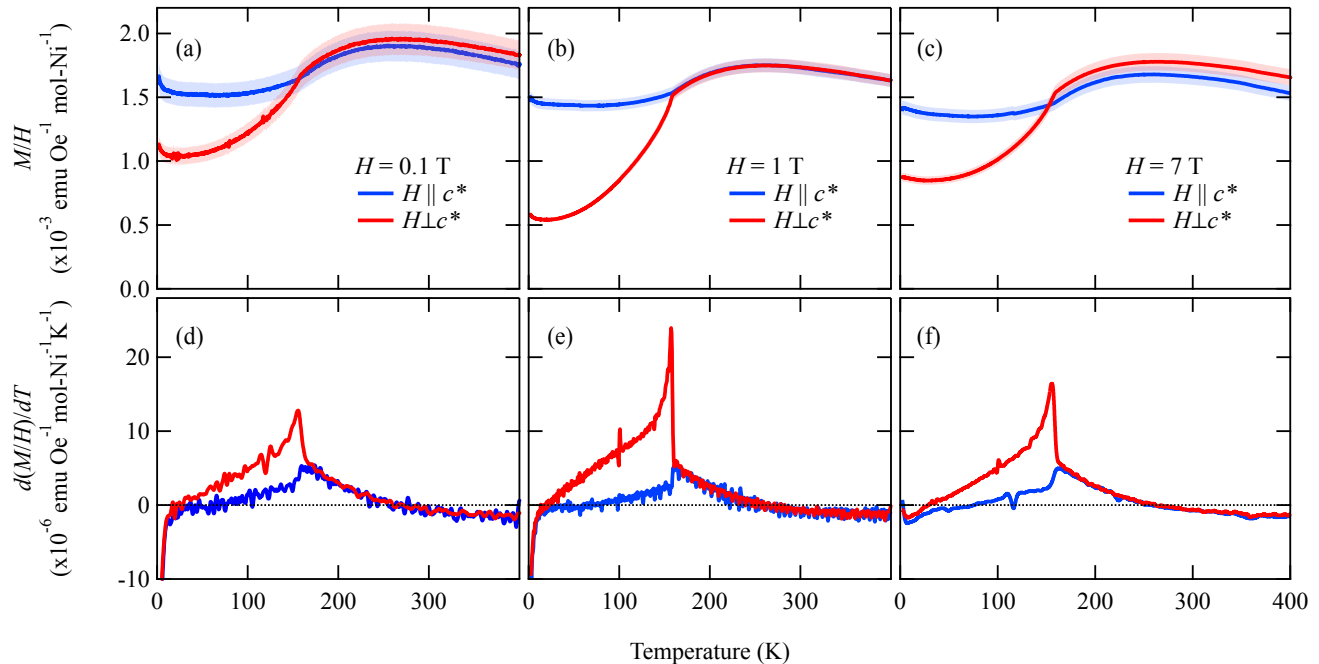 M/H
(x10⁻³ emu Oe⁻¹ mol-Ni⁻¹)
2.0
1.5
1.0
0.5
0.0
(a)
H = 0.1 T
H || c*
H⊥c*
(b)
H = 1 T
H || c*
H⊥c*
(c)
H = 7 T
H || c*
H⊥c*
d(M/H)/dT
(x10⁻⁶ emu Oe⁻¹ mol-Ni⁻¹K⁻¹)
20
10
0
-10
(d)
(e)
(f)
0 100 200 300
0 100 200 300
0 100 200 300 400
Temperature (K)